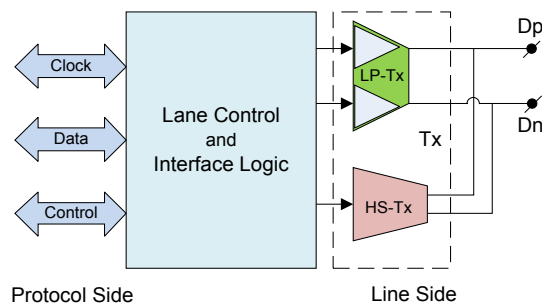 Clock
Data
Control
Lane Control
and
Interface Logic
LP-Tx
Tx
HS-Tx
Dp
Dn
Protocol Side
Line Side